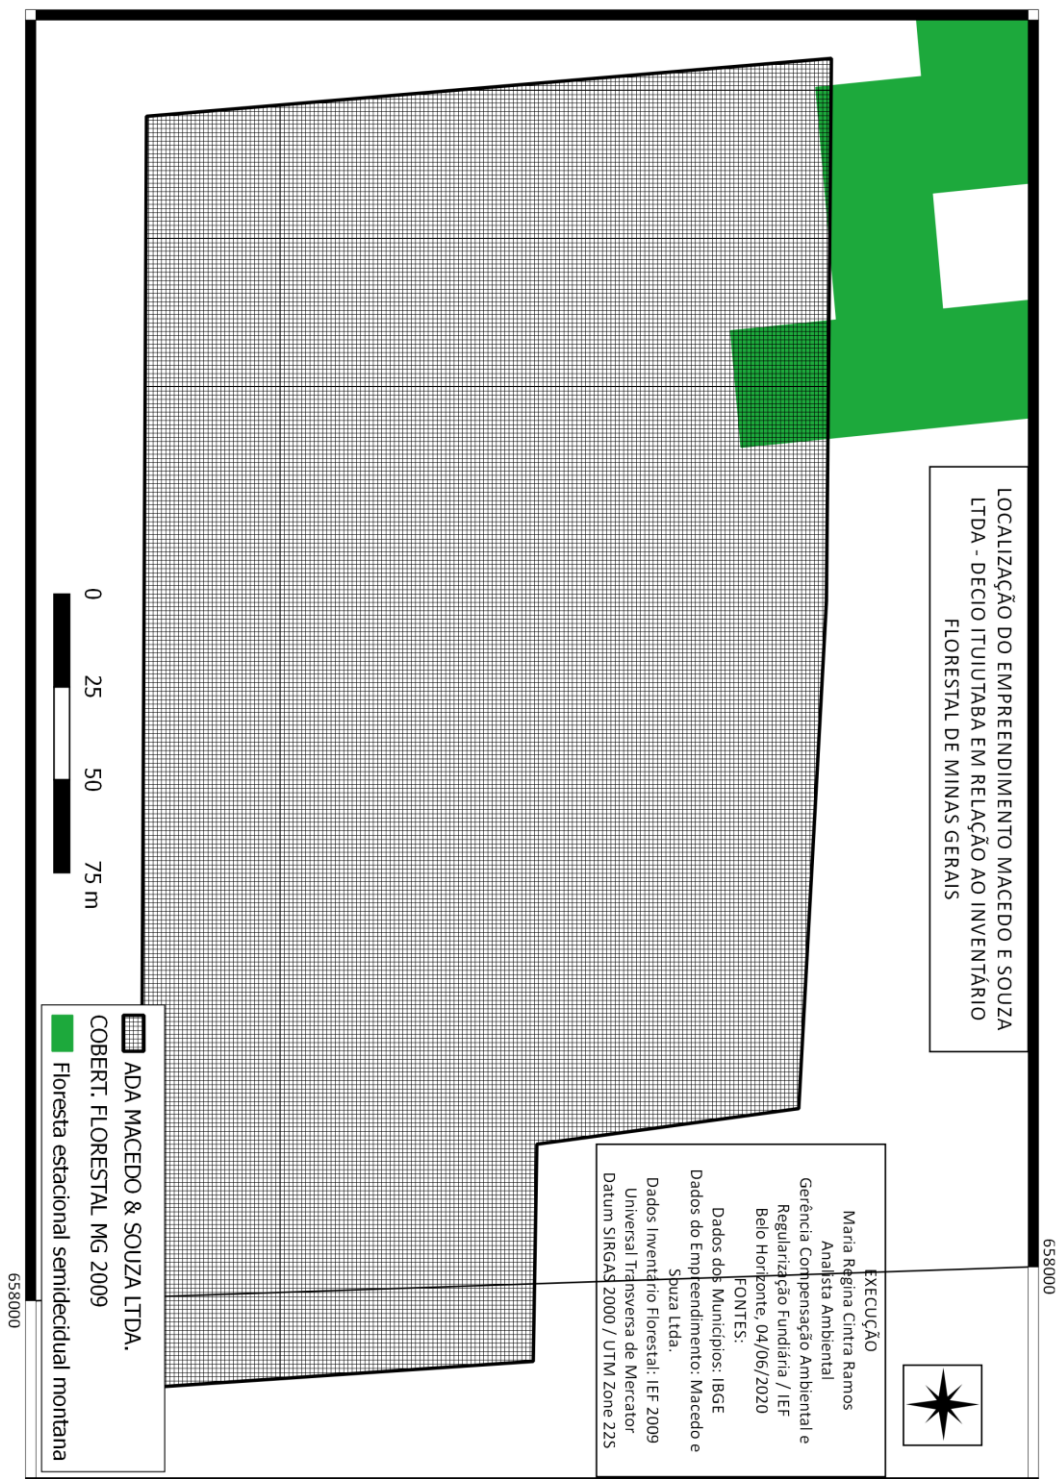 LOCALIZAÇÃO DO EMPREENDIMENTO MACEDO E SOUZA
LTDA - DECIO ITUIUTABA EM RELAÇÃO AO INVENTÁRIO
FLORESTAL DE MINAS GERAIS
658000
EXECUÇÃO
Maria Regina Cintra Ramos
Analista Ambiental
Gerência Compensação Ambiental e
Regularização Fundiária / IEF
Belo Horizonte, 04/06/2020
FONTES:
Dados dos Municípios: IBGE
Dados do Empreendimento: Macedo e
Souza Ltda.
Dados Inventário Florestal: IEF 2009
Universal Transversa de Mercator
Datum SIRGAS 2000 / UTM Zone 22S
0 25 50 75 m
ADA MACEDO & SOUZA LTDA.
COBERT. FLORESTAL MG 2009
Floresta estacional semidecidual montana
658000